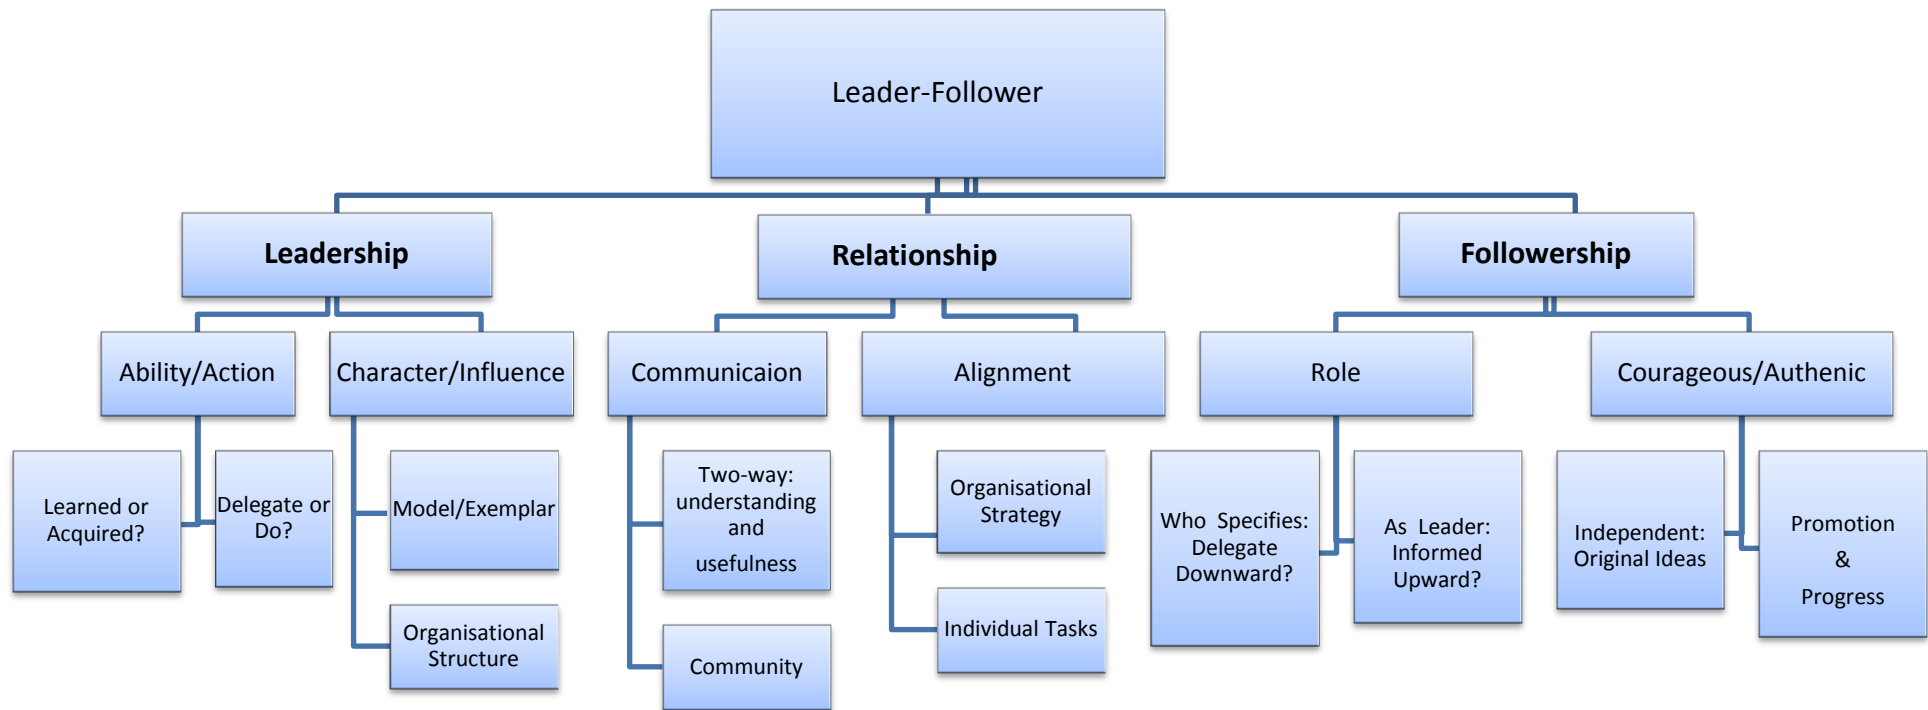 Leader-Follower
Leadership
Relationship
Followership
Ability/Action
Character/Influence
Communicaion
Alignment
Role
Courageous/Authenic
Learned or
Acquired?
Delegate or
Do?
Model/Exemplar
Organisational
Structure
Two-way:
understanding
and
usefulness
Community
Organisational
Strategy
Individual Tasks
Who Specifies:
Delegate
Downward?
As Leader:
Informed
Upward?
Independent:
Original Ideas
Promotion
&
Progress